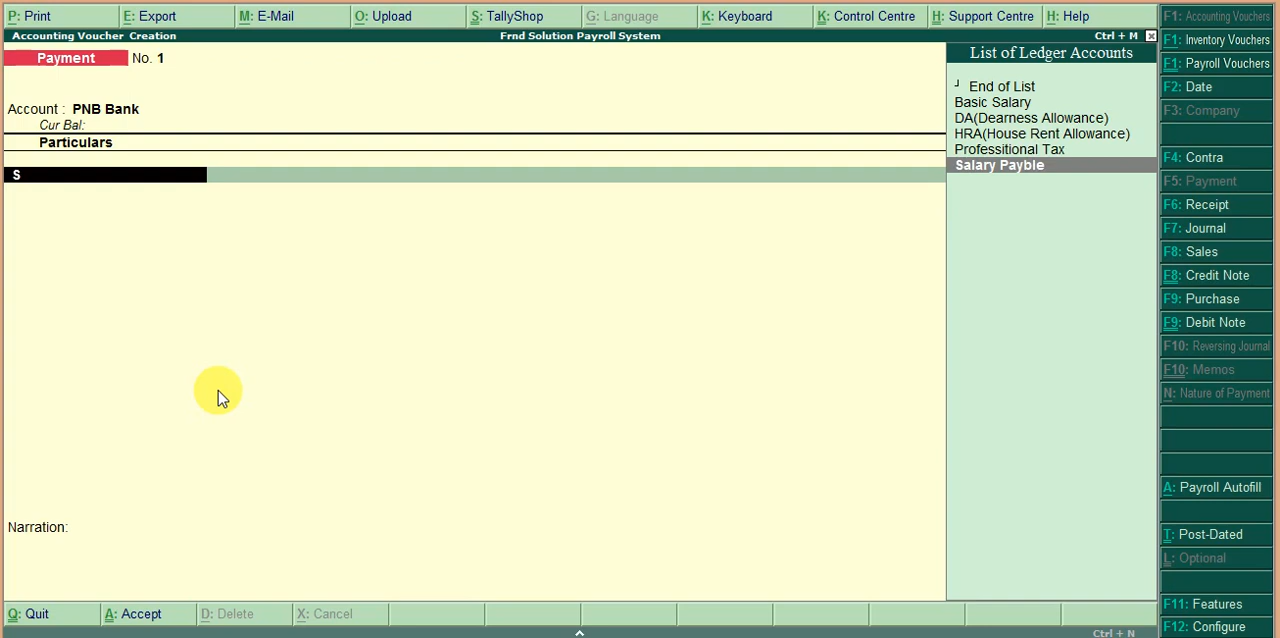 P: Print
E: Export
M: E-Mail
O: Upload
S: TallyShop
G: Language
K: Keyboard
K: Control Centre
H: Support Centre
H: Help
Accounting Voucher Creation
Frnd Solution Payroll System
Ctrl + M
Payment
No. 1
Account : PNB Bank
Cur Bal:
Particulars
S
Narration:
List of Ledger Accounts
End of List
Basic Salary
DA(Dearness Allowance)
HRA(House Rent Allowance)
Professitional Tax
Salary Payble
F1: Accounting Vouchers
F1: Inventory Vouchers
F1: Payroll Vouchers
F2: Date
F3: Company
F4: Contra
F5: Payment
F6: Receipt
F7: Journal
F8: Sales
F8: Credit Note
F9: Purchase
F9: Debit Note
F10: Reversing Journal
F10: Memos
N: Nature of Payment
A: Payroll Autofill
T: Post-Dated
L: Optional
F11: Features
F12: Configure
Q: Quit
A: Accept
D: Delete
X: Cancel
Ctrl + N